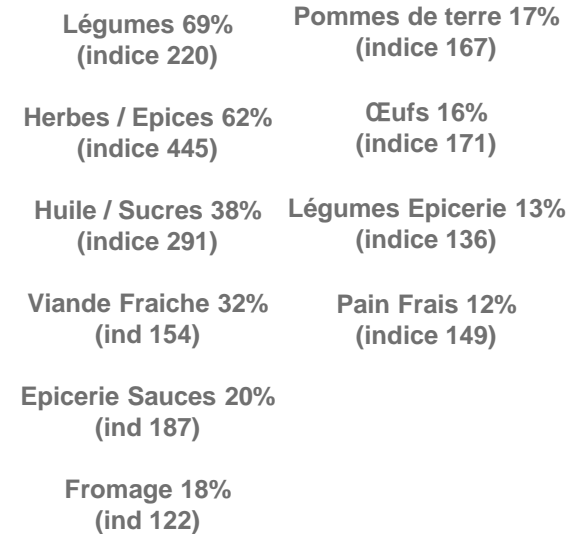 Légumes 69%
(indice 220)
Herbes / Epices 62%
(indice 445)
Huile / Sucres 38%
(indice 291)
Viande Fraiche 32%
(ind 154)
Epicerie Sauces 20%
(ind 187)
Fromage 18%
(ind 122)
Pommes de terre 17%
(indice 167)
Œufs 16%
(indice 171)
Légumes Epicerie 13%
(indice 136)
Pain Frais 12%
(indice 149)